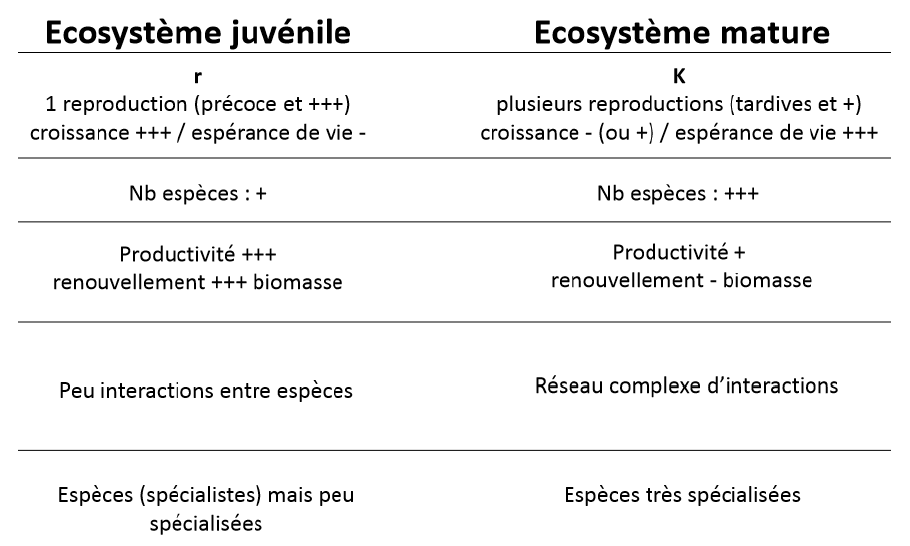 Ecosystème juvénile
Ecosystème mature
r
1 reproduction (précoce et +++)
croissance +++ / espérance de vie -
K
plusieurs reproductions (tardives et +)
croissance - (ou +) / espérance de vie +++
Nb espèces : +
Nb espèces : +++
Productivité +++
renouvellement +++ biomasse
Productivité +
renouvellement - biomasse
Peu interactions entre espèces
Réseau complexe d’interactions
Espèces (spécialistes) mais peu
spécialisées
Espèces très spécialisées